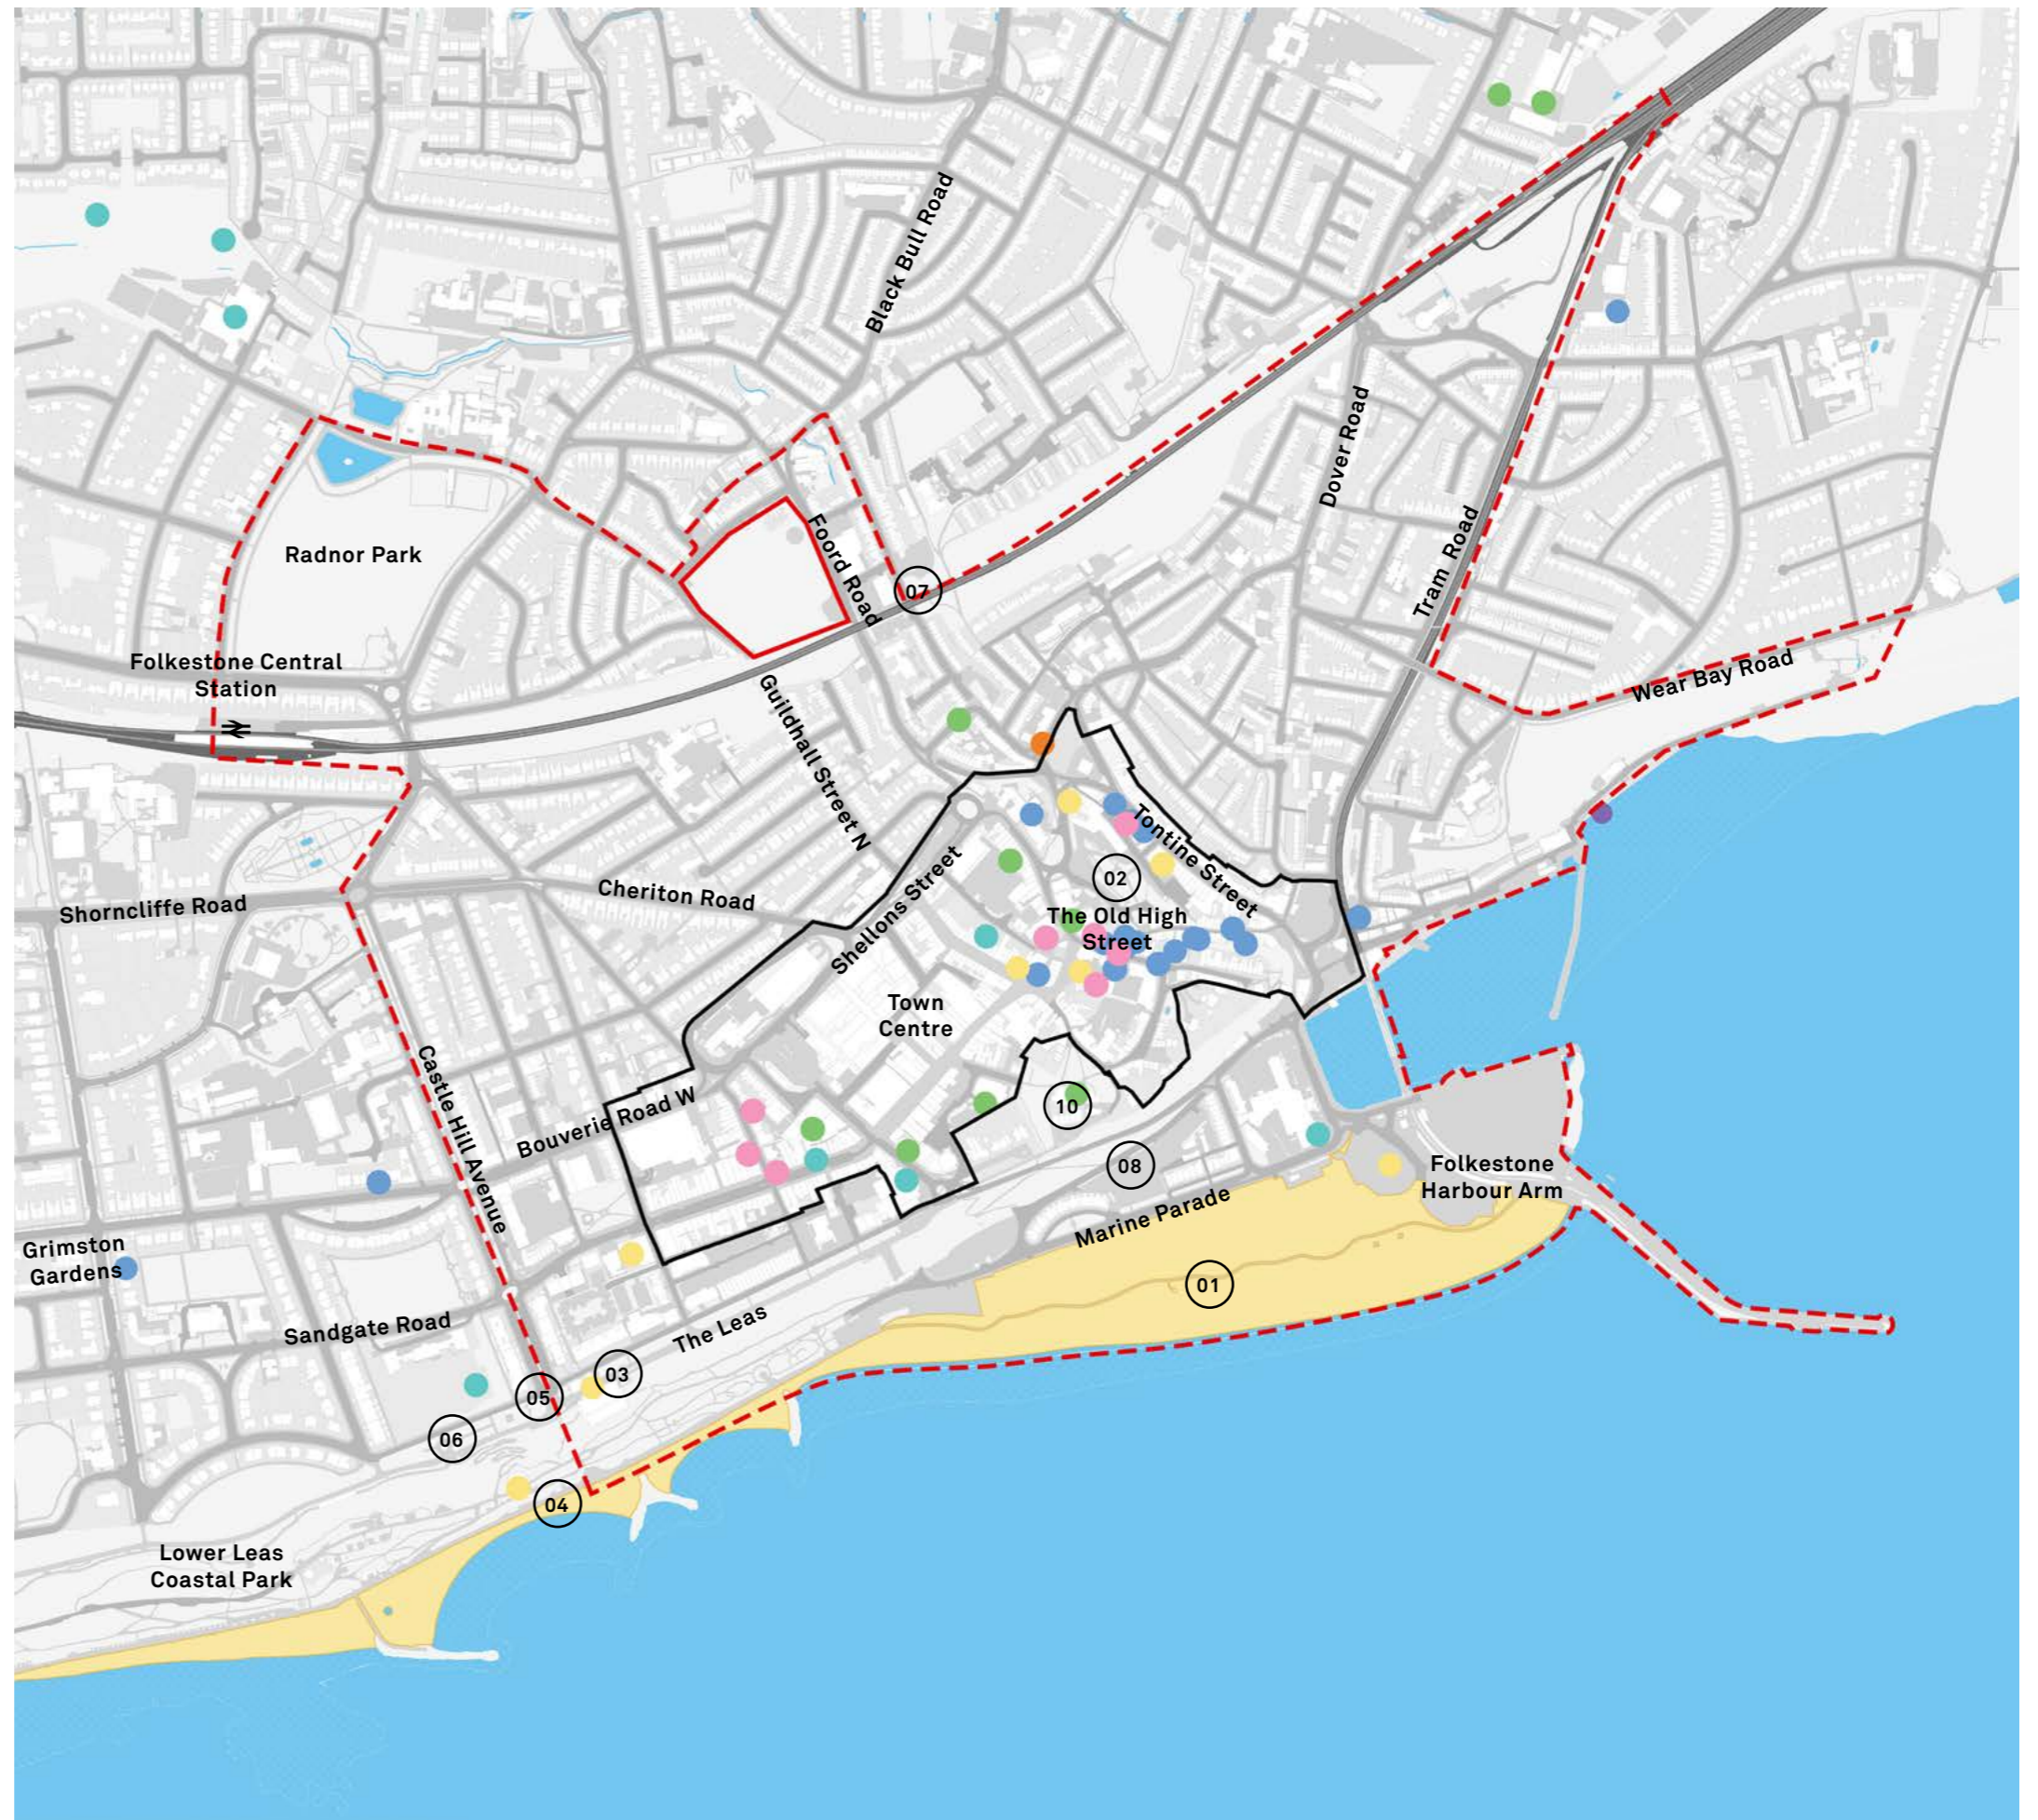 Black Bull Road
Dover Road
Radnor Park
Foord Road
07
Tram Road
Folkestone Central
Station
Wear Bay Road
Guildhall Street N
Tontine Street
02
Shorncliffe Road
Cheriton Road
Shellons Street
The Old High
Street
Town
Centre
Castle Hill Avenue
Bouverie Road W
10
08
Folkestone
Harbour Arm
Marine Parade
Grimston
Gardens
01
Sandgate Road
The Leas
03
05
06
04
Lower Leas
Coastal Park